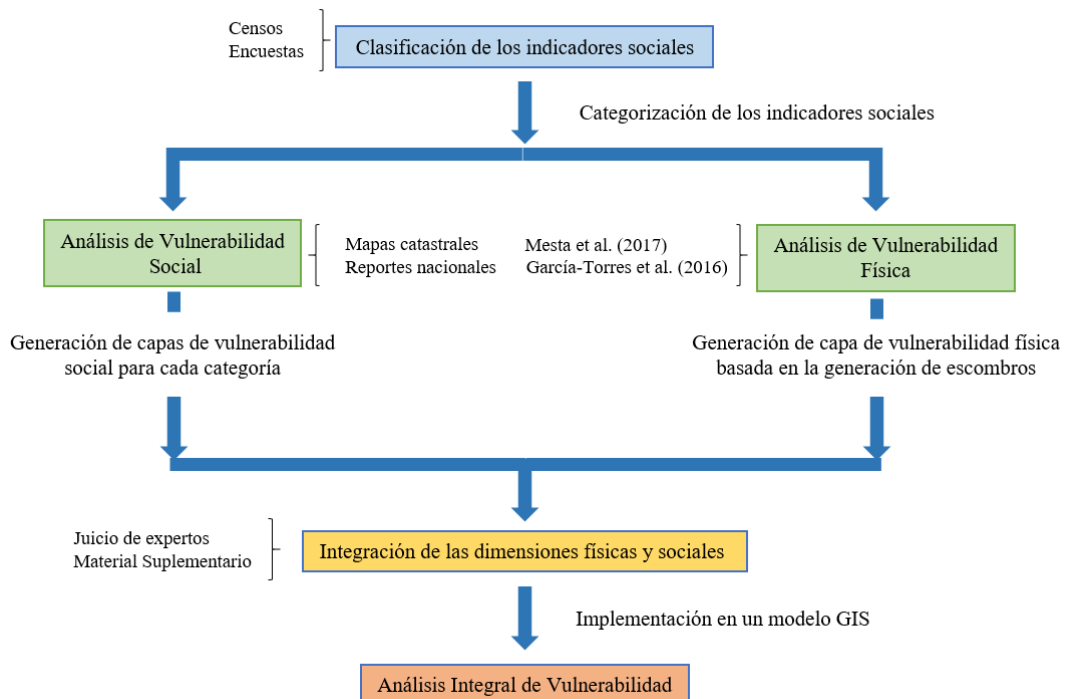 Censos
Encuestas
Clasificación de los indicadores sociales
Categorización de los indicadores sociales
Análisis de Vulnerabilidad
Social
Mapas catastrales
Reportes nacionales
Mesta et al. (2017)
García-Torres et al. (2016)
Análisis de Vulnerabilidad
Física
Generación de capas de vulnerabilidad
social para cada categoría
Generación de capa de vulnerabilidad física
basada en la generación de escombros
Juicio de expertos
Material Suplementario
Integración de las dimensiones físicas y sociales
Implementación en un modelo GIS
Análisis Integral de Vulnerabilidad